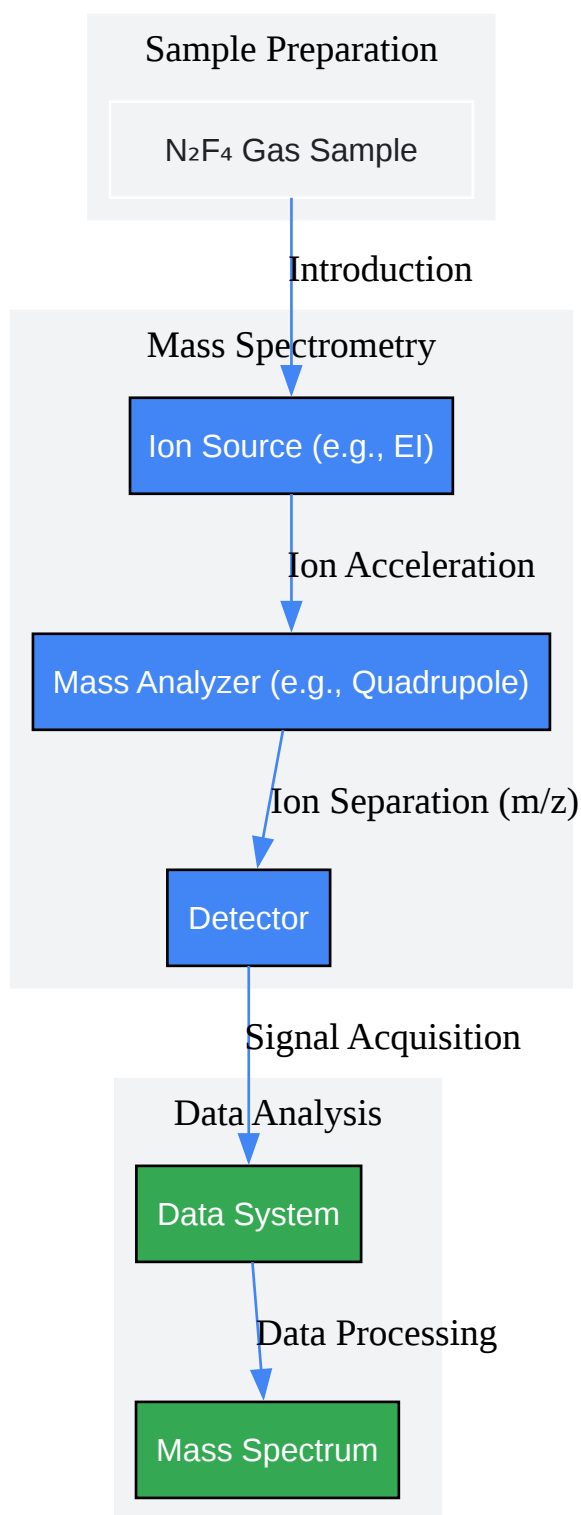 Sample Preparation
N₂F₄ Gas Sample
Introduction
Mass Spectrometry
Ion Source (e.g., EI)
Ion Acceleration
Mass Analyzer (e.g., Quadrupole)
Ion Separation (m/z)
Detector
Signal Acquisition
Data Analysis
Data System
Data Processing
Mass Spectrum